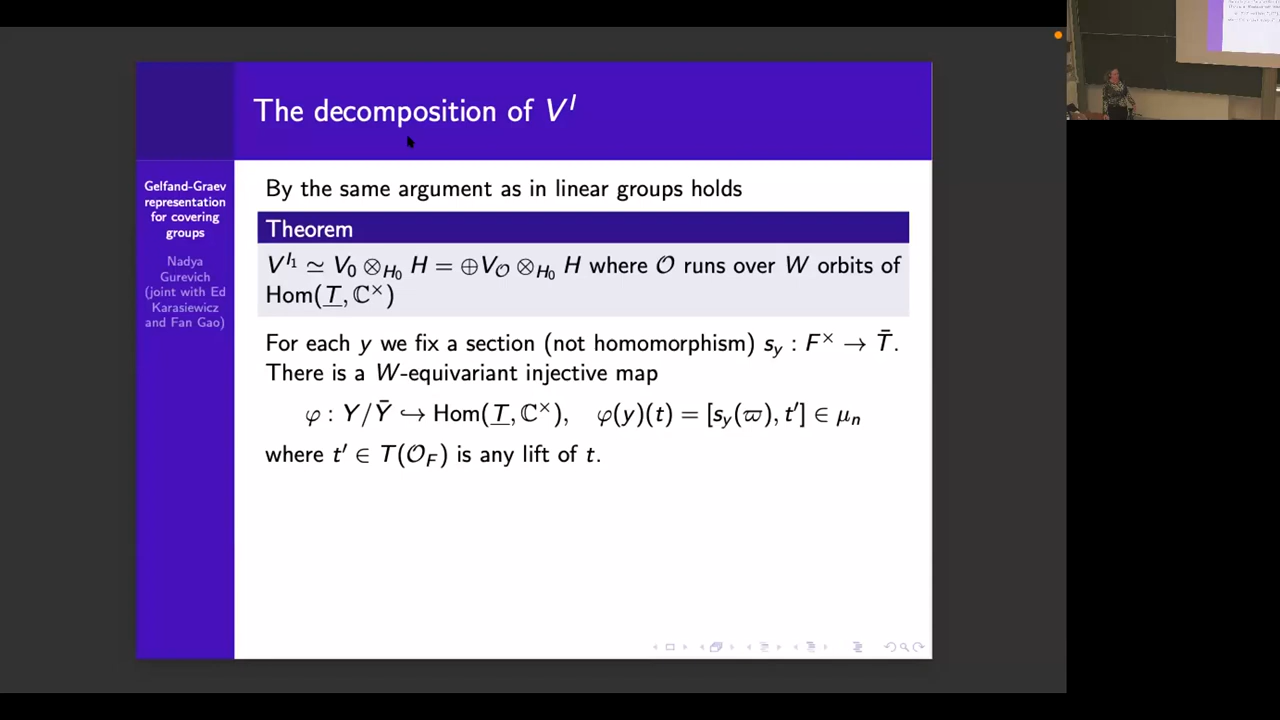 The decomposition of V^I
Gelfand-Graev
representation
for covering
groups
Nadya
Gurevich
(joint with Ed
Karasiewicz
and Fan Gao)
By the same argument as in linear groups holds
Theorem
V^{I_1} ≃ V_0 ⊗_{H_0} H = ⊕V_𝒪 ⊗_{H_0} H where 𝒪 runs over W orbits of
Hom(T̲, ℂ^×)
For each y we fix a section (not homomorphism) s_y : F^× → T̄.
There is a W-equivariant injective map
φ : Y/Ȳ ↪ Hom(T̲, ℂ^×), φ(y)(t) = [s_y(ϖ), t′] ∈ μ_n
where t′ ∈ T(𝒪_F) is any lift of t.